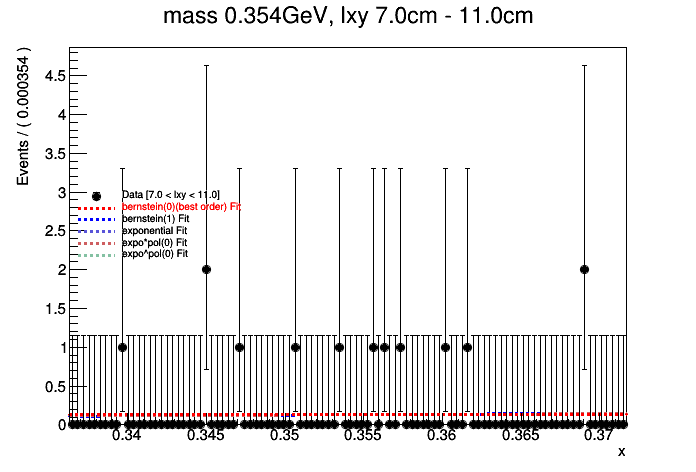 mass 0.354GeV, lxy 7.0cm - 11.0cm
Events / ( 0.000354 )
4.5
4
3.5
3
2.5
2
1.5
1
0.5
0
Data [7.0 < lxy < 11.0]
bernstein(0)(best order) Fit
bernstein(1) Fit
exponential Fit
expo*pol(0) Fit
expo^pol(0) Fit
0.34 0.345 0.35 0.355 0.36 0.365 0.37
x